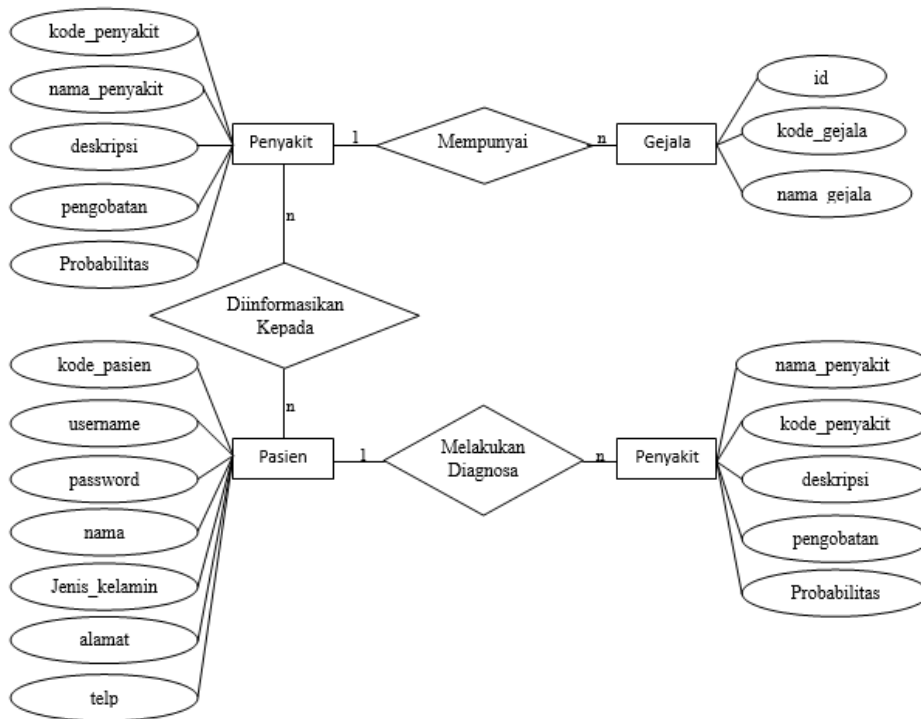 kode_penyakit
nama_penyakit
deskripsi
pengobatan
Probabilitas
Penyakit
1
Mempunyai
n
Gejala
id
kode_gejala
nama_gejala
n
Diinformasikan
Kepada
n
kode_pasien
username
password
nama
Jenis_kelamin
alamat
telp
Pasien
1
Melakukan
Diagnosa
n
Penyakit
nama_penyakit
kode_penyakit
deskripsi
pengobatan
Probabilitas